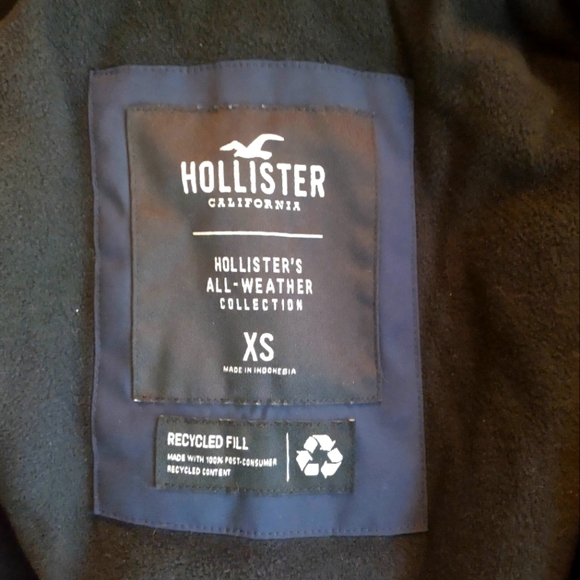 HOLLISTER
CALIFORNIA
HOLLISTER'S
ALL-WEATHER
COLLECTION
XS
MADE IN INDONESIA
RECYCLED FILL
MADE WITH 100% POST-CONSUMER
RECYCLED CONTENT